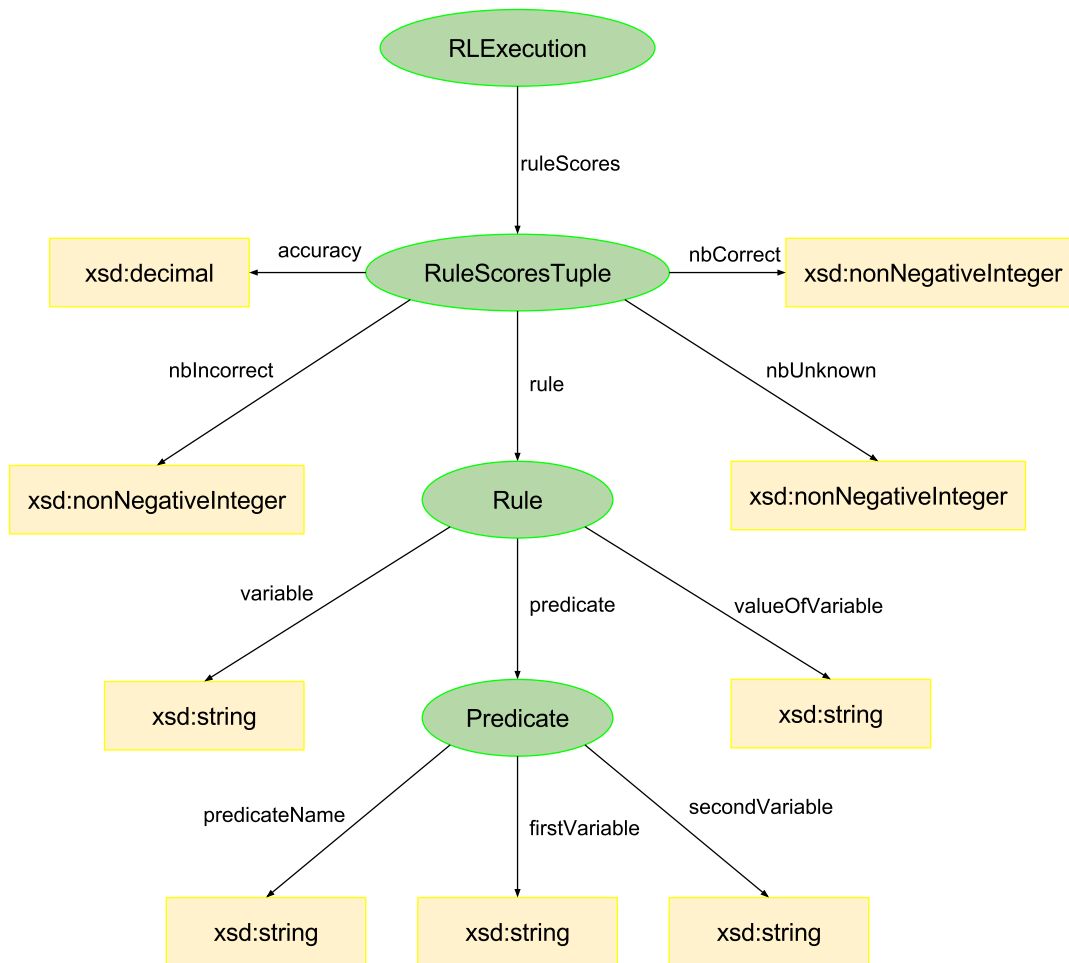 RLExecution
ruleScores
accuracy
nbCorrect
xsd:decimal
RuleScoresTuple
xsd:nonNegativeInteger
nbIncorrect
rule
nbUnknown
xsd:nonNegativeInteger
Rule
xsd:nonNegativeInteger
variable
predicate
valueOfVariable
xsd:string
Predicate
xsd:string
predicateName
firstVariable
secondVariable
xsd:string
xsd:string
xsd:string